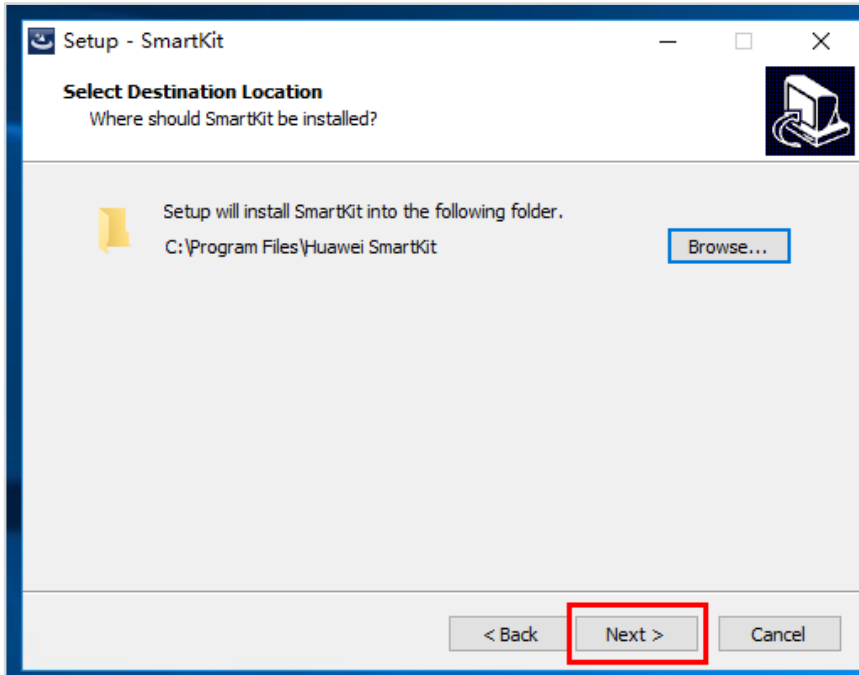 Setup - SmartKit
Select Destination Location
Where should SmartKit be installed?
Setup will install SmartKit into the following folder.
C:\Program Files\Huawei SmartKit
Browse...
< Back
Next >
Cancel